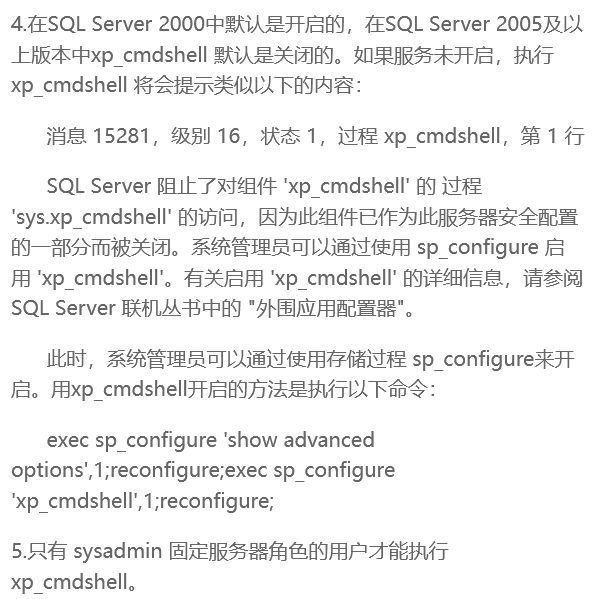 4.在SQL Server 2000中默认是开启的，在SQL Server 2005及以
上版本中xp_cmdshell 默认是关闭的。如果服务未开启，执行
xp_cmdshell 将会提示类似以下的内容：
消息 15281，级别 16，状态 1，过程 xp_cmdshell，第 1 行
SQL Server 阻止了对组件 'xp_cmdshell' 的 过程
'sys.xp_cmdshell' 的访问，因为此组件已作为此服务器安全配置
的一部分而被关闭。系统管理员可以通过使用 sp_configure 启
用 'xp_cmdshell'。有关启用 'xp_cmdshell' 的详细信息，请参阅
SQL Server 联机丛书中的 "外围应用配置器"。
此时，系统管理员可以通过使用存储过程 sp_configure来开
启。用xp_cmdshell开启的方法是执行以下命令：
exec sp_configure 'show advanced
options',1;reconfigure;exec sp_configure
'xp_cmdshell',1;reconfigure;
5.只有 sysadmin 固定服务器角色的用户才能执行
xp_cmdshell。